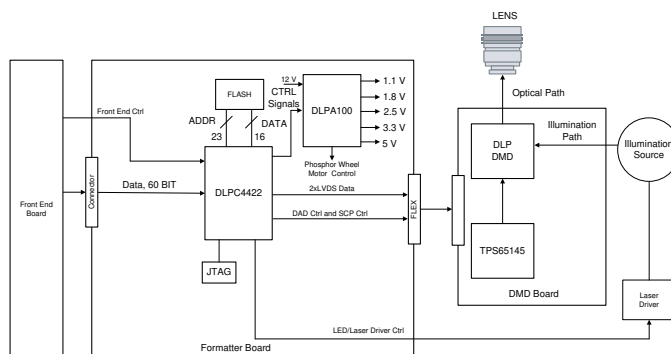 LENS
12 V
CTRL
Signals
1.1 V
1.8 V
2.5 V
3.3 V
5 V
DLPA100
FLASH
Optical Path
Front End Ctrl
ADDR
23
DATA
16
Illumination
Path
DLP
DMD
Illumination
Source
Phosphor Wheel
Motor Control
Front End
Board
Connector
Data, 60 BIT
DLPC4422
2xLVDS Data
DAD Ctrl and SCP Ctrl
FLEX
TPS65145
JTAG
DMD Board
Laser
Driver
LED/Laser Driver Ctrl
Formatter Board